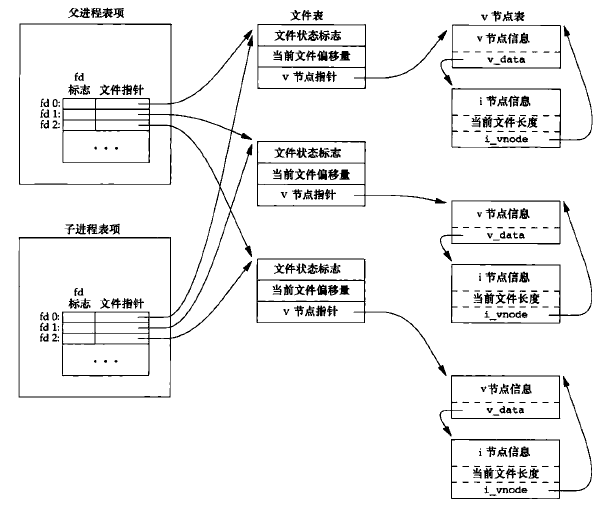 父进程表项
fd
标志 文件指针
fd 0:
fd 1:
fd 2:
...
子进程表项
fd
标志 文件指针
fd 0:
fd 1:
fd 2:
...
文件表
文件状态标志
当前文件偏移量
v 节点指针
文件状态标志
当前文件偏移量
v 节点指针
文件状态标志
当前文件偏移量
v 节点指针
v 节点表
v 节点信息
v_data
i 节点信息
当前文件长度
i_vnode
v 节点信息
v_data
i 节点信息
当前文件长度
i_vnode
v 节点信息
v_data
i 节点信息
当前文件长度
i_vnode